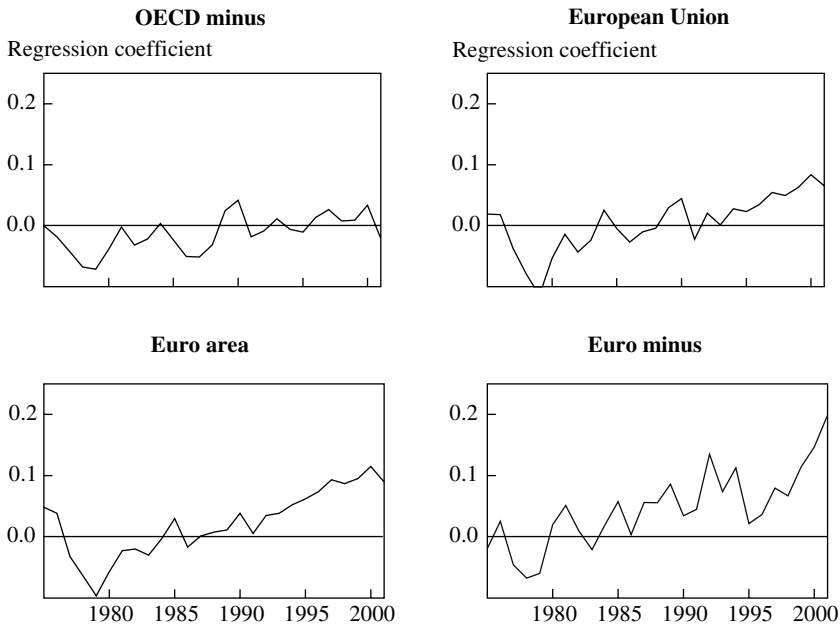 OECD minus
Regression coefficient
0.2
0.1
0.0
European Union
Regression coefficient
0.2
0.1
0.0
Euro area
0.2
0.1
0.0
1980 1985 1990 1995 2000
Euro minus
0.2
0.1
0.0
1980 1985 1990 1995 2000